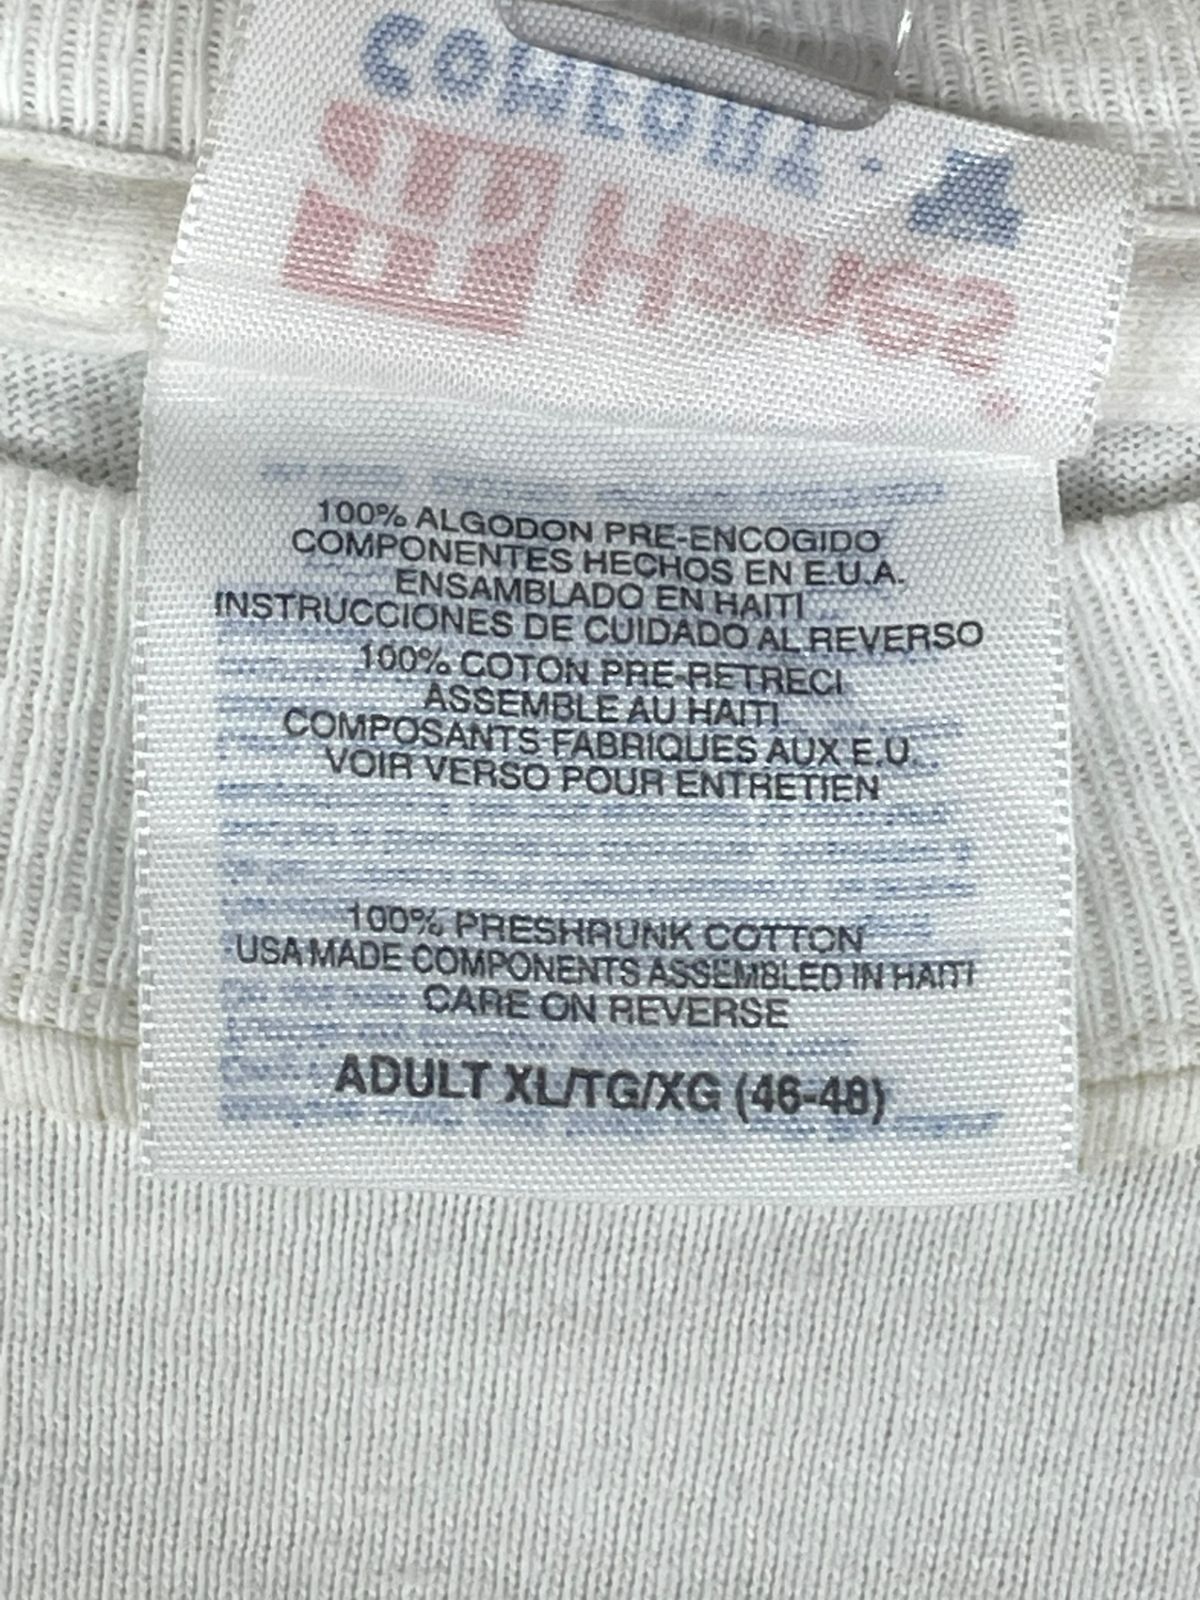 100% ALGODON PRE-ENCOGIDO
COMPONENTES HECHOS EN E.U.A.
ENSAMBLADO EN HAITI
INSTRUCCIONES DE CUIDADO AL REVERSO
100% COTON PRE-RETRECI
ASSEMBLE AU HAITI
COMPOSANTS FABRIQUES AUX E.U.
VOIR VERSO POUR ENTRETIEN
100% PRESHRUNK COTTON
USA MADE COMPONENTS ASSEMBLED IN HAITI
CARE ON REVERSE
ADULT XL/TG/XG (46-48)